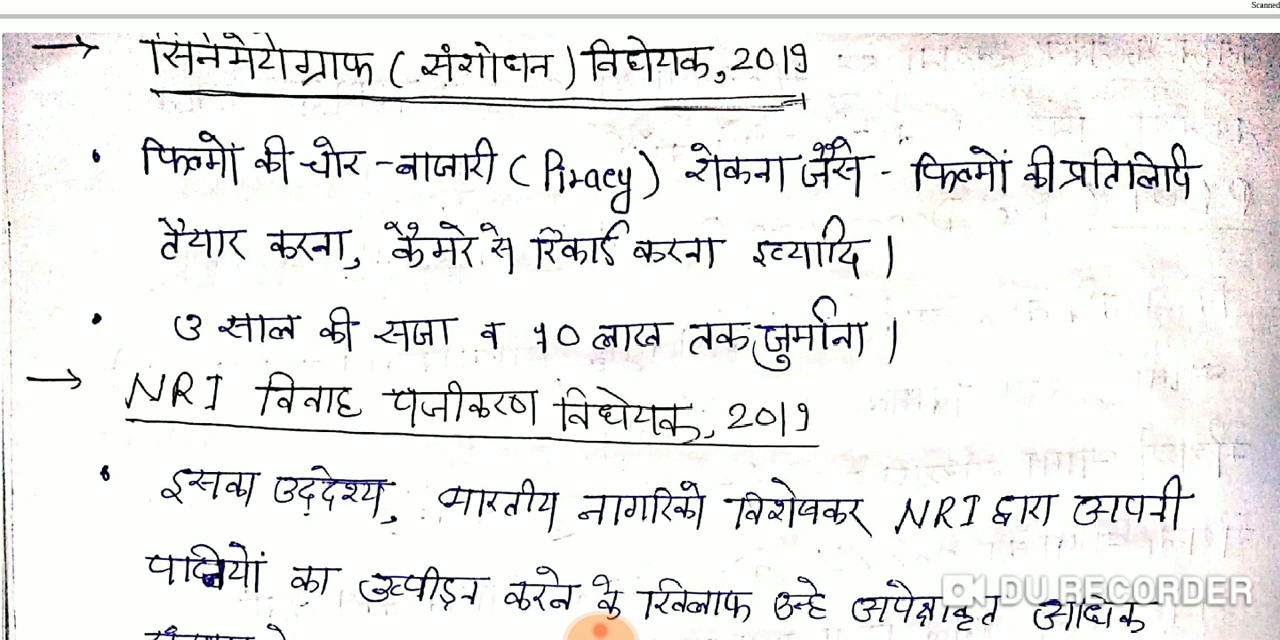 Scanned
→ सिनेमेटोग्राफ (संशोधन) विधेयक, 2019
• फिल्मों की चोर-बाजारी (Piracy) रोकना जैसे - फिल्मों की प्रतिलिपि
तैयार करना, कैमरे से रिकार्ड करना इत्यादि।
• 3 साल की सजा व 10 लाख तक जुर्माना।
→ NRI विवाह पंजीकरण विधेयक, 2019
• इसका उद्देश्य, भारतीय नागरिको विशेषकर NRI द्वारा अपनी
पत्नियों का उत्पीड़न करने के खिलाफ उन्हे अपेक्षाकृत अधिक
DU RECORDER